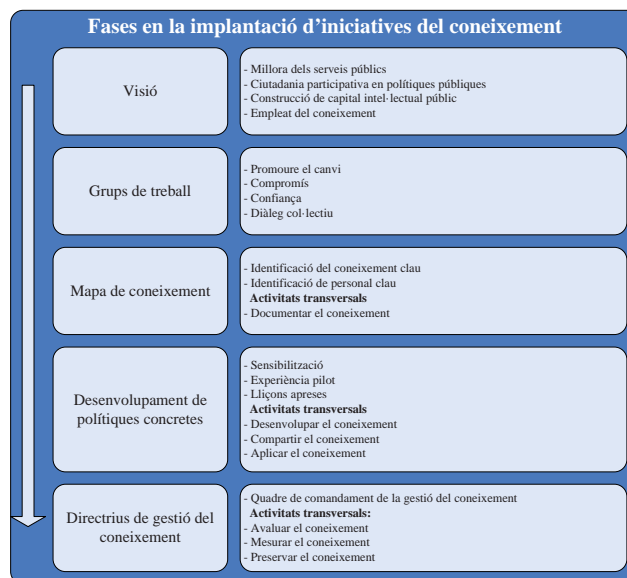 Fases en la implantació d’iniciatives del coneixement
Visió
- Millora dels serveis públics
- Ciutadania participativa en polítiques públiques
- Construcció de capital intel·lectual públic
- Empleat del coneixement
Grups de treball
- Promoure el canvi
- Compromís
- Confiança
- Diàleg col·lectiu
Mapa de coneixement
- Identificació del coneixement clau
- Identificació de personal clau
Activitats transversals
- Documentar el coneixement
Desenvolupament de
polítiques concretes
- Sensibilització
- Experiència pilot
- Lliçons apreses
Activitats transversals
- Desenvolupar el coneixement
- Compartir el coneixement
- Aplicar el coneixement
Directrius de gestió del
coneixement
- Quadre de comandament de la gestió del coneixement
Activitats transversals:
- Avaluar el coneixement
- Mesurar el coneixement
- Preservar el coneixement